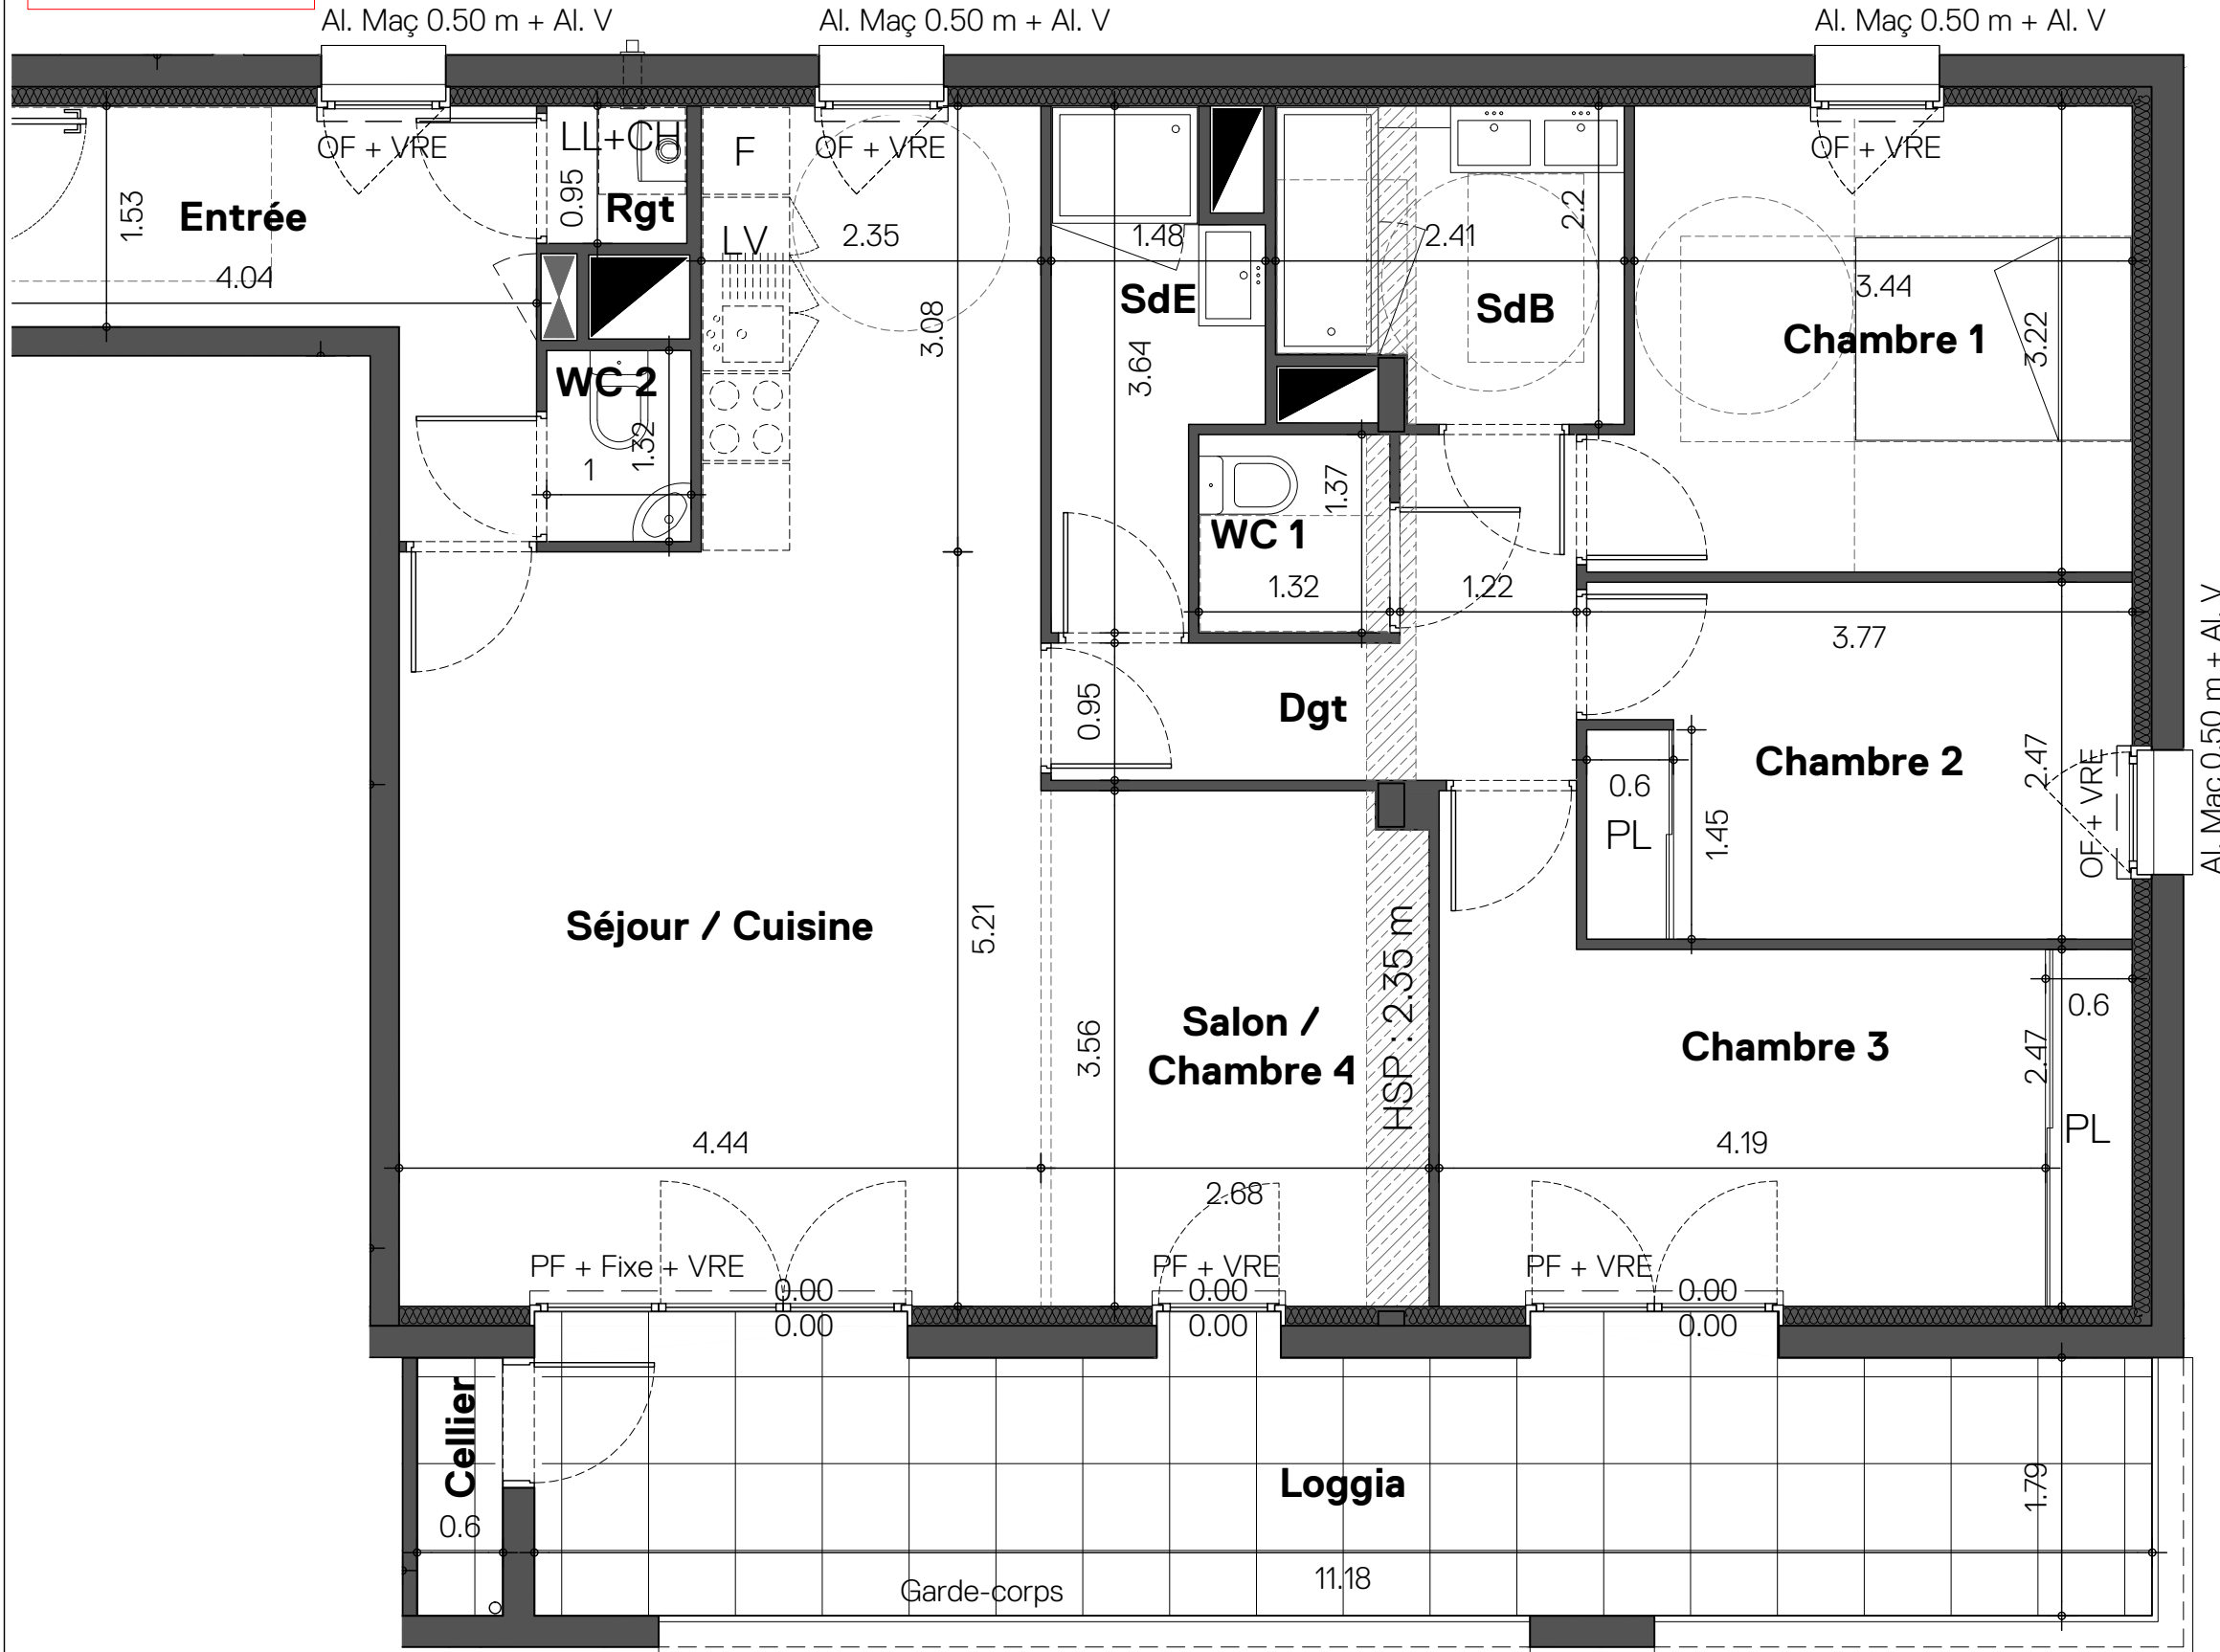 Al. Maç 0.50 m + Al. V
Al. Maç 0.50 m + Al. V
Al. Maç 0.50 m + Al. V
OF + VRE
LL+CH
F
OF + VRE
OF + VRE
1.53
Entrée
0.95
Rgt
LV
2.35
1.48
2.41
2.2
4.04
3.08
SdE
SdB
3.44
Chambre 1
3.22
WC 2
1.32
1
3.64
1.37
WC 1
1.32
1.22
3.77
Al. Maç 0.50 m + Al. V
0.95
Dgt
Chambre 2
2.47
OF + VRE
0.6
PL
1.45
Séjour / Cuisine
5.21
HSP : 2.35 m
0.6
3.56
Salon /
Chambre 4
Chambre 3
2.47
PL
4.44
2.68
4.19
PF + Fixe + VRE
0.00
0.00
PF + VRE
0.00
0.00
PF + VRE
0.00
0.00
Cellier
0.6
Loggia
1.79
11.18
Garde-corps